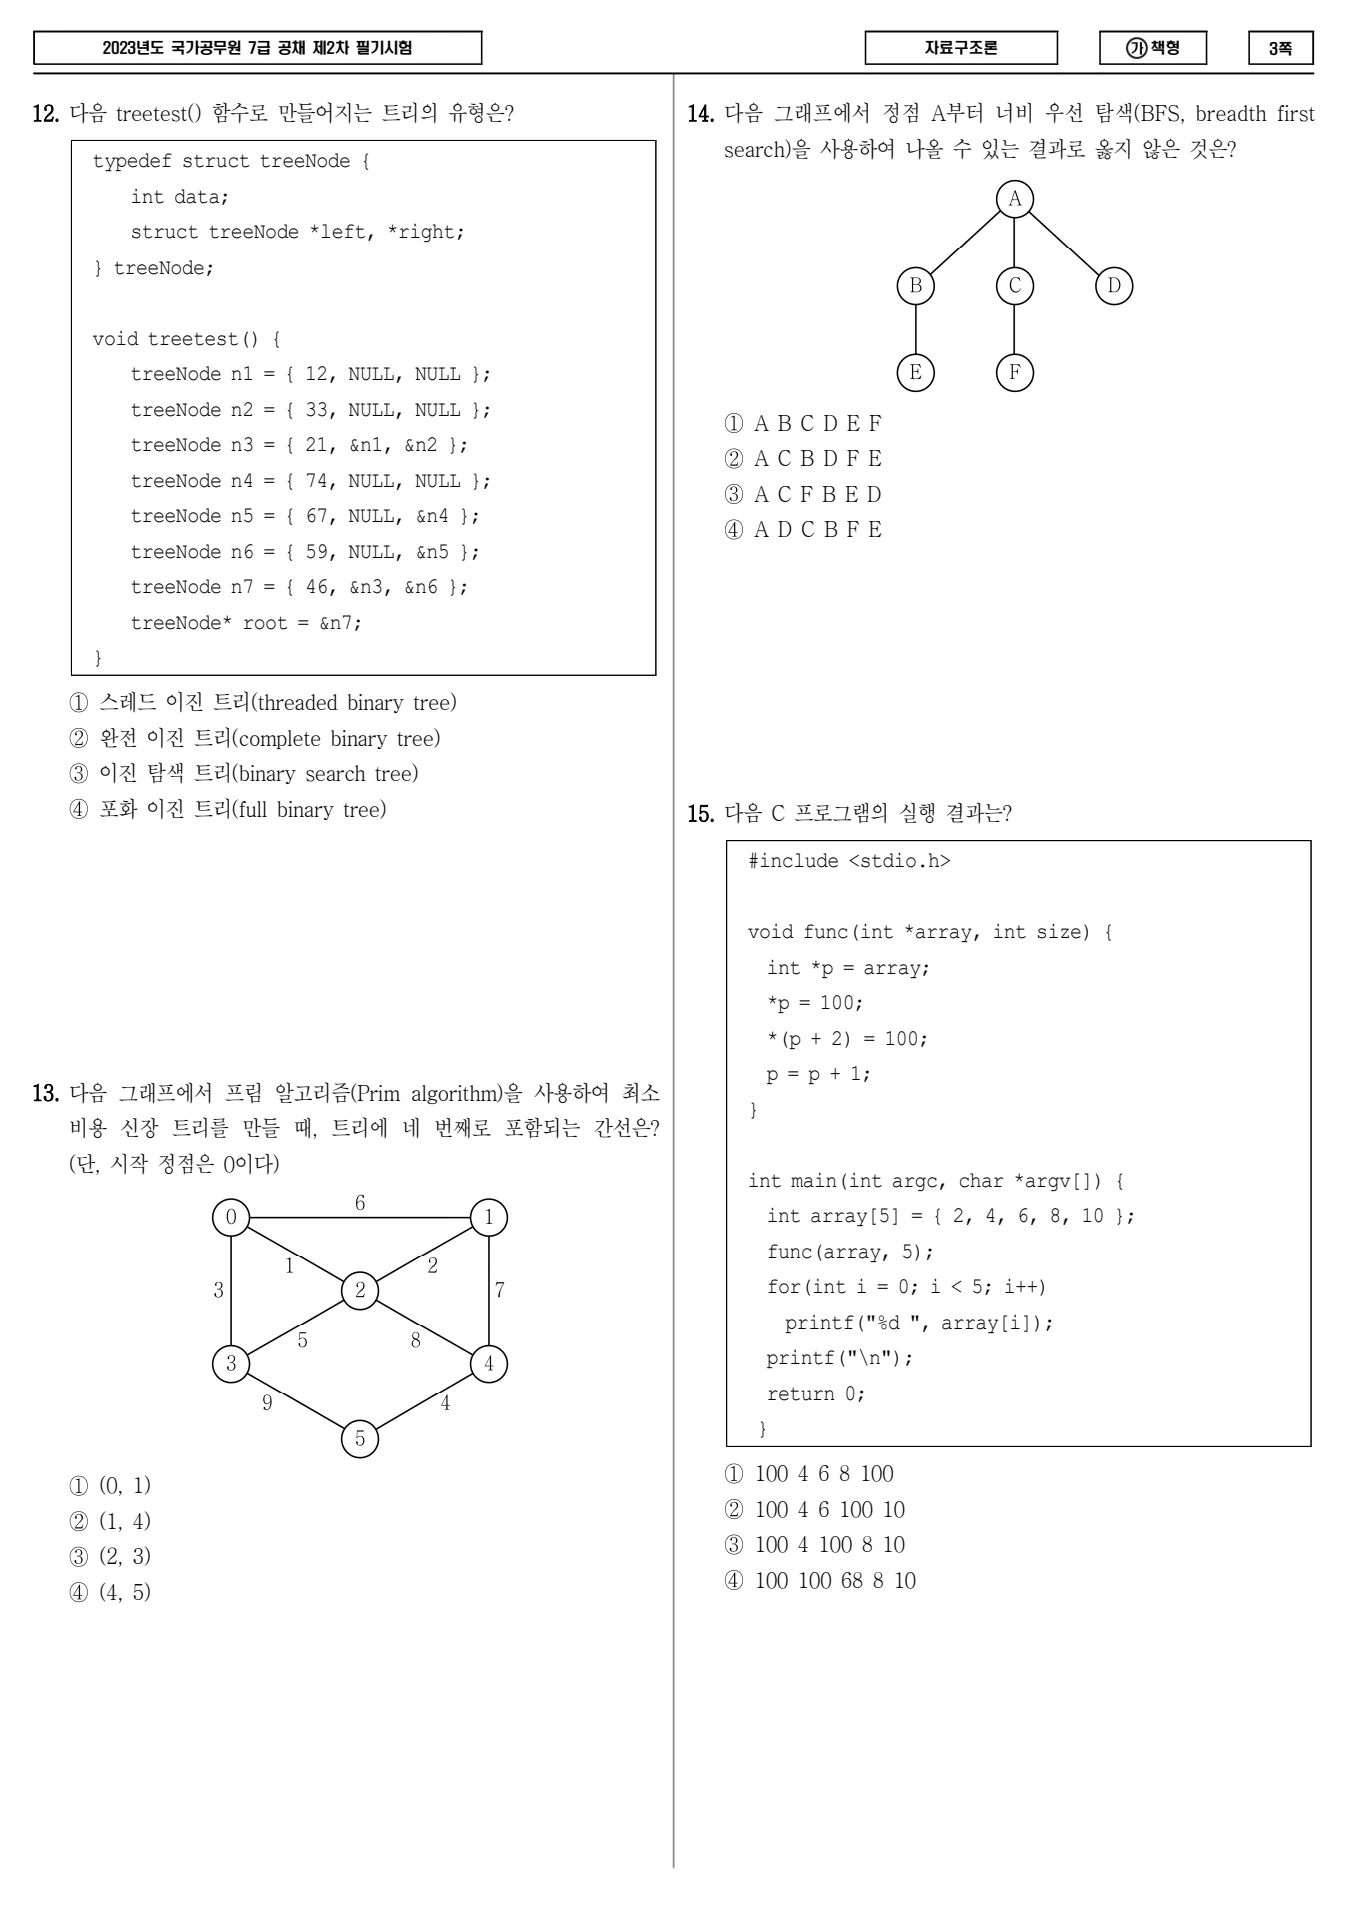 2023년도 국가공무원 7급 공채 제2차 필기시험
자료구조론
㉮ 책형
3쪽
12. 다음 treetest() 함수로 만들어지는 트리의 유형은?
typedef struct treeNode {
int data;
struct treeNode *left, *right;
} treeNode;
void treetest() {
treeNode n1 = { 12, NULL, NULL };
treeNode n2 = { 33, NULL, NULL };
treeNode n3 = { 21, &n1, &n2 };
treeNode n4 = { 74, NULL, NULL };
treeNode n5 = { 67, NULL, &n4 };
treeNode n6 = { 59, NULL, &n5 };
treeNode n7 = { 46, &n3, &n6 };
treeNode* root = &n7;
}
① 스레드 이진 트리(threaded binary tree)
② 완전 이진 트리(complete binary tree)
③ 이진 탐색 트리(binary search tree)
④ 포화 이진 트리(full binary tree)
13. 다음 그래프에서 프림 알고리즘(Prim algorithm)을 사용하여 최소
비용 신장 트리를 만들 때, 트리에 네 번째로 포함되는 간선은?
(단, 시작 정점은 0이다)
6
0 1
1 2
3 2 7
5 8
3 4
9 4
5
① (0, 1)
② (1, 4)
③ (2, 3)
④ (4, 5)
14. 다음 그래프에서 정점 A부터 너비 우선 탐색(BFS, breadth first
search)을 사용하여 나올 수 있는 결과로 옳지 않은 것은?
A
B C D
E F
① A B C D E F
② A C B D F E
③ A C F B E D
④ A D C B F E
15. 다음 C 프로그램의 실행 결과는?
#include <stdio.h>
void func(int *array, int size) {
int *p = array;
*p = 100;
*(p + 2) = 100;
p = p + 1;
}
int main(int argc, char *argv[]) {
int array[5] = { 2, 4, 6, 8, 10 };
func(array, 5);
for(int i = 0; i < 5; i++)
printf("%d ", array[i]);
printf("\n");
return 0;
}
① 100 4 6 8 100
② 100 4 6 100 10
③ 100 4 100 8 10
④ 100 100 68 8 10